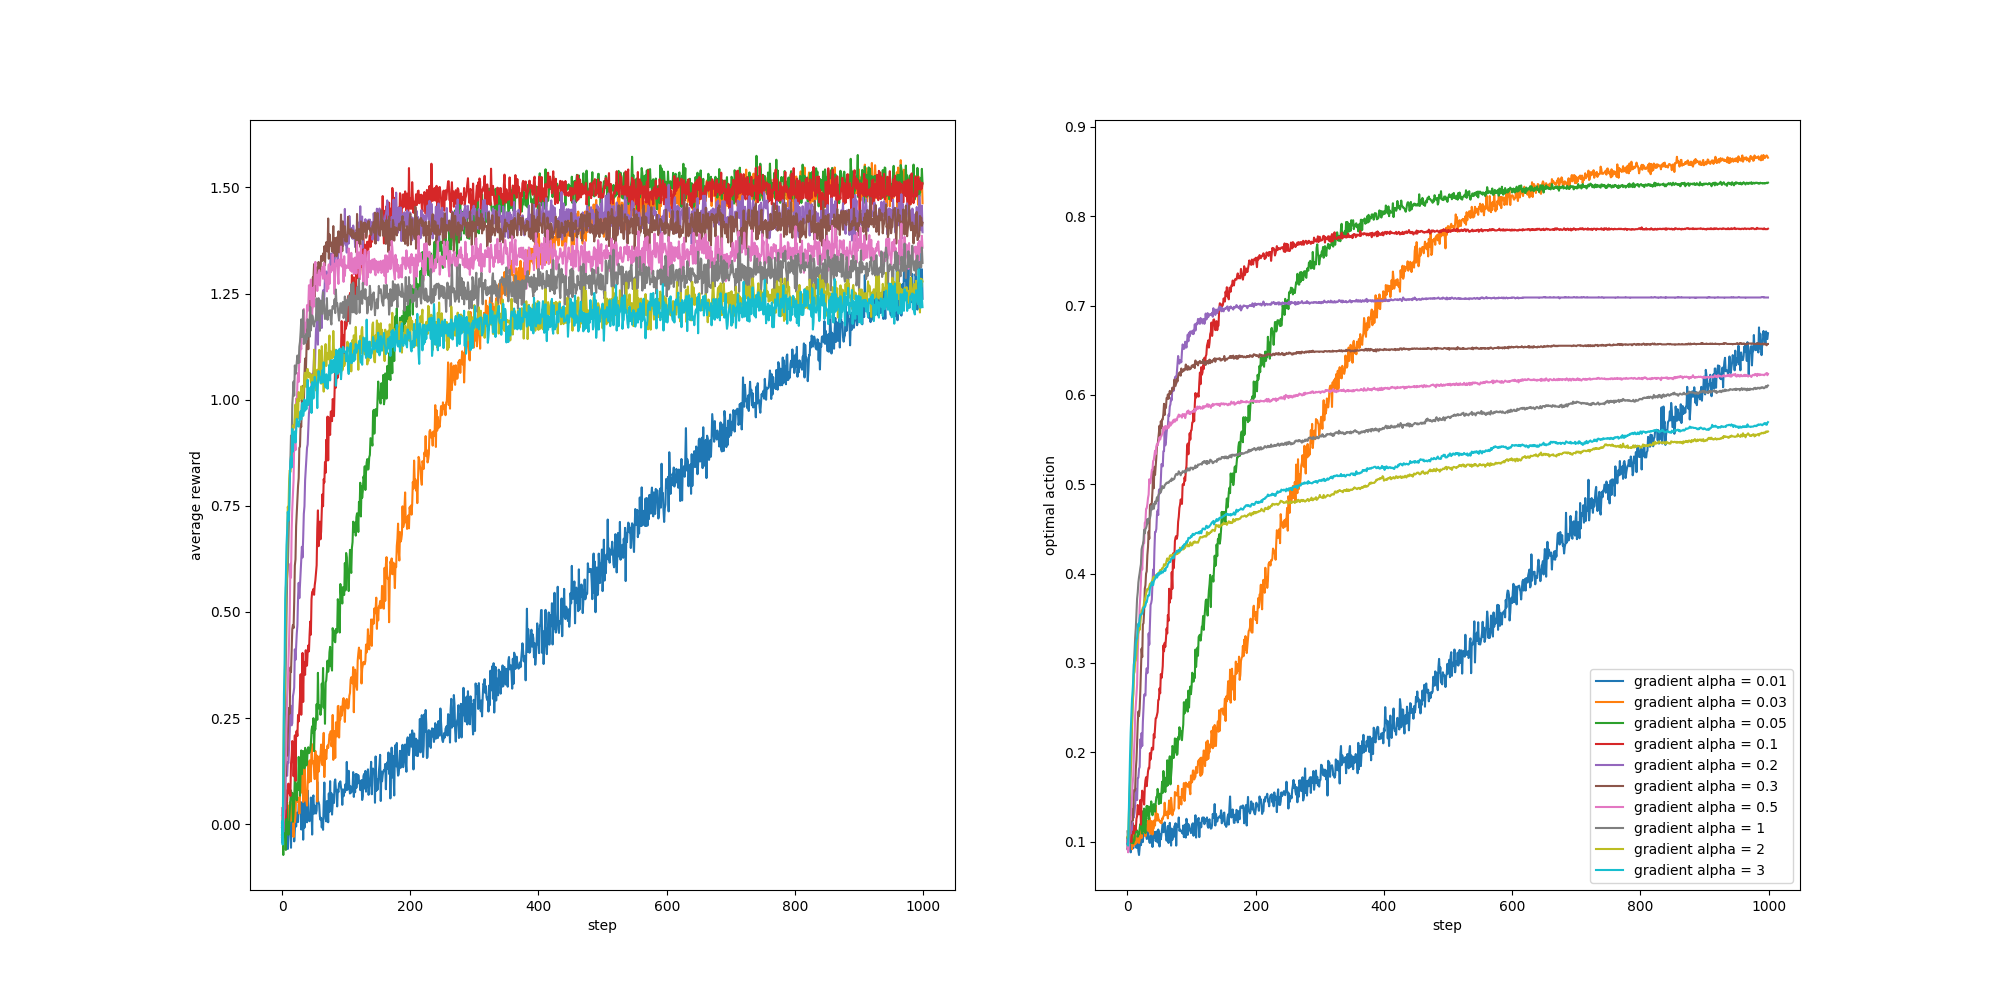 average reward
1.50
1.25
1.00
0.75
0.50
0.25
0.00
0 200 400 600 800 1000
step
optimal action
0.9
0.8
0.7
0.6
0.5
0.4
0.3
0.2
0.1
0 200 400 600 800 1000
step
gradient alpha = 0.01
gradient alpha = 0.03
gradient alpha = 0.05
gradient alpha = 0.1
gradient alpha = 0.2
gradient alpha = 0.3
gradient alpha = 0.5
gradient alpha = 1
gradient alpha = 2
gradient alpha = 3